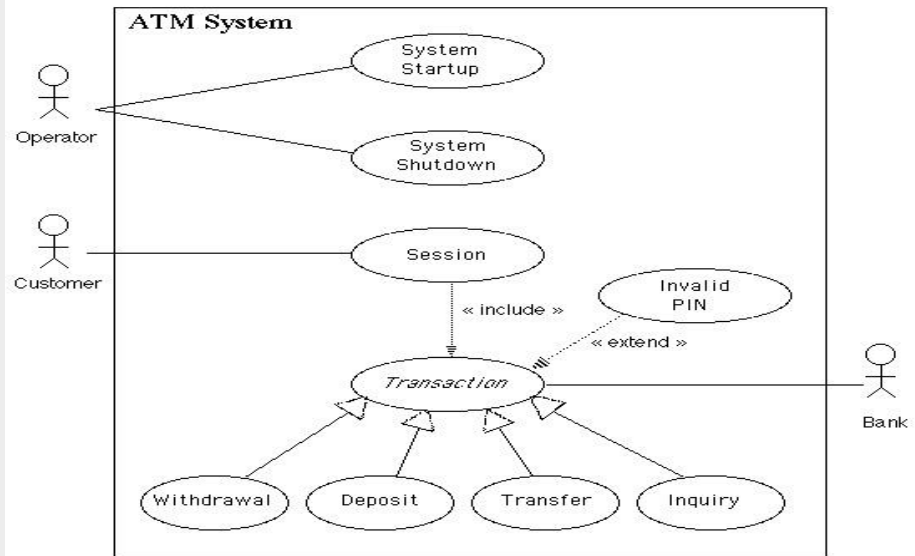 ATM System
System
Startup
Operator
System
Shutdown
Session
Customer
Invalid
PIN
« include »
« extend »
Transaction
Bank
Withdrawal
Deposit
Transfer
Inquiry